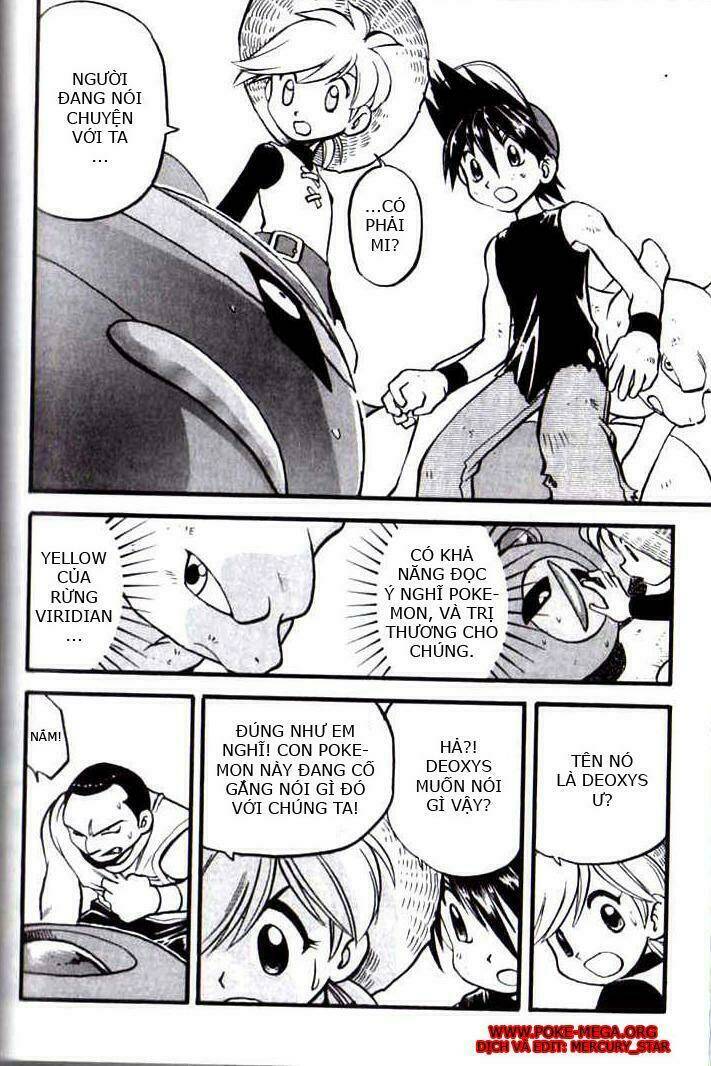 NGƯỜI
ĐANG NÓI
CHUYỆN
VỚI TA
...
...CÓ
PHẢI
MI?
CÓ KHẢ
NĂNG ĐỌC
Ý NGHĨ POKE-
MON, VÀ TRỊ
THƯƠNG CHO
CHÚNG.
YELLOW
CỦA
RỪNG
VIRIDIAN
...
TÊN NÓ
LÀ DEOXYS
Ư?
HẢ?!
DEOXYS
MUỐN NÓI
GÌ VẬY?
ĐÚNG NHƯ EM
NGHĨ! CON POKE-
MON NÀY ĐANG CỐ
GẮNG NÓI GÌ ĐÓ
VỚI CHÚNG TA!
NĂM!
WWW.POKE-MEGA.ORG
DỊCH VÀ EDIT: MERCURY_STAR